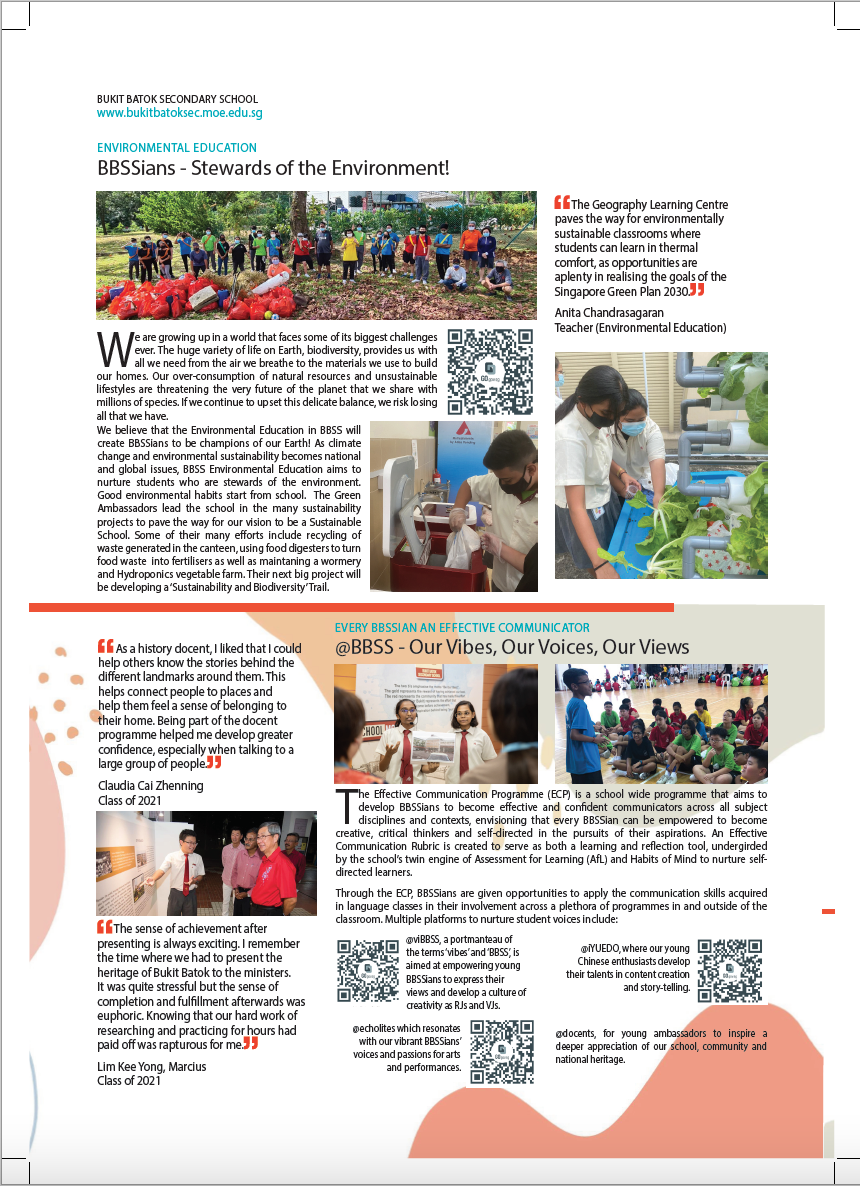 BUKIT BATOK SECONDARY SCHOOL
www.bukitbatoksec.moe.edu.sg
ENVIRONMENTAL EDUCATION
BBSSians - Stewards of the Environment!
❝The Geography Learning Centre
paves the way for environmentally
sustainable classrooms where
students can learn in thermal
comfort, as opportunities are
aplenty in realising the goals of the
Singapore Green Plan 2030.❞
Anita Chandrasagaran
Teacher (Environmental Education)
We are growing up in a world that faces some of its biggest challenges
ever. The huge variety of life on Earth, biodiversity, provides us with
all we need from the air we breathe to the materials we use to build
our homes. Our over-consumption of natural resources and unsustainable
lifestyles are threatening the very future of the planet that we share with
millions of species. If we continue to upset this delicate balance, we risk losing
all that we have.
We believe that the Environmental Education in BBSS will
create BBSSians to be champions of our Earth! As climate
change and environmental sustainability becomes national
and global issues, BBSS Environmental Education aims to
nurture students who are stewards of the environment.
Good environmental habits start from school. The Green
Ambassadors lead the school in the many sustainability
projects to pave the way for our vision to be a Sustainable
School. Some of their many efforts include recycling of
waste generated in the canteen, using food digesters to turn
food waste into fertilisers as well as maintaning a wormery
and Hydroponics vegetable farm. Their next big project will
be developing a 'Sustainability and Biodiversity' Trail.
❝As a history docent, I liked that I could
help others know the stories behind the
different landmarks around them. This
helps connect people to places and
help them feel a sense of belonging to
their home. Being part of the docent
programme helped me develop greater
confidence, especially when talking to a
large group of people.❞
Claudia Cai Zhenning
Class of 2021
❝The sense of achievement after
presenting is always exciting. I remember
the time where we had to present the
heritage of Bukit Batok to the ministers.
It was quite stressful but the sense of
completion and fulfillment afterwards was
euphoric. Knowing that our hard work of
researching and practicing for hours had
paid off was rapturous for me.❞
Lim Kee Yong, Marcius
Class of 2021
EVERY BBSSIAN AN EFFECTIVE COMMUNICATOR
@BBSS - Our Vibes, Our Voices, Our Views
The Effective Communication Programme (ECP) is a school wide programme that aims to
develop BBSSians to become effective and confident communicators across all subject
disciplines and contexts, envisioning that every BBSSian can be empowered to become
creative, critical thinkers and self-directed in the pursuits of their aspirations. An Effective
Communication Rubric is created to serve as both a learning and reflection tool, undergirded
by the school's twin engine of Assessment for Learning (AfL) and Habits of Mind to nurture self-
directed learners.
Through the ECP, BBSSians are given opportunities to apply the communication skills acquired
in language classes in their involvement across a plethora of programmes in and outside of the
classroom. Multiple platforms to nurture student voices include:
@viBBSS, a portmanteau of
the terms 'vibes' and 'BBSS', is
aimed at empowering young
BBSSians to express their
views and develop a culture of
creativity as RJs and VJs.
@iYUEDO, where our young
Chinese enthusiasts develop
their talents in content creation
and story-telling.
@echolites which resonates
with our vibrant BBSSians'
voices and passions for arts
and performances.
@docents, for young ambassadors to inspire a
deeper appreciation of our school, community and
national heritage.